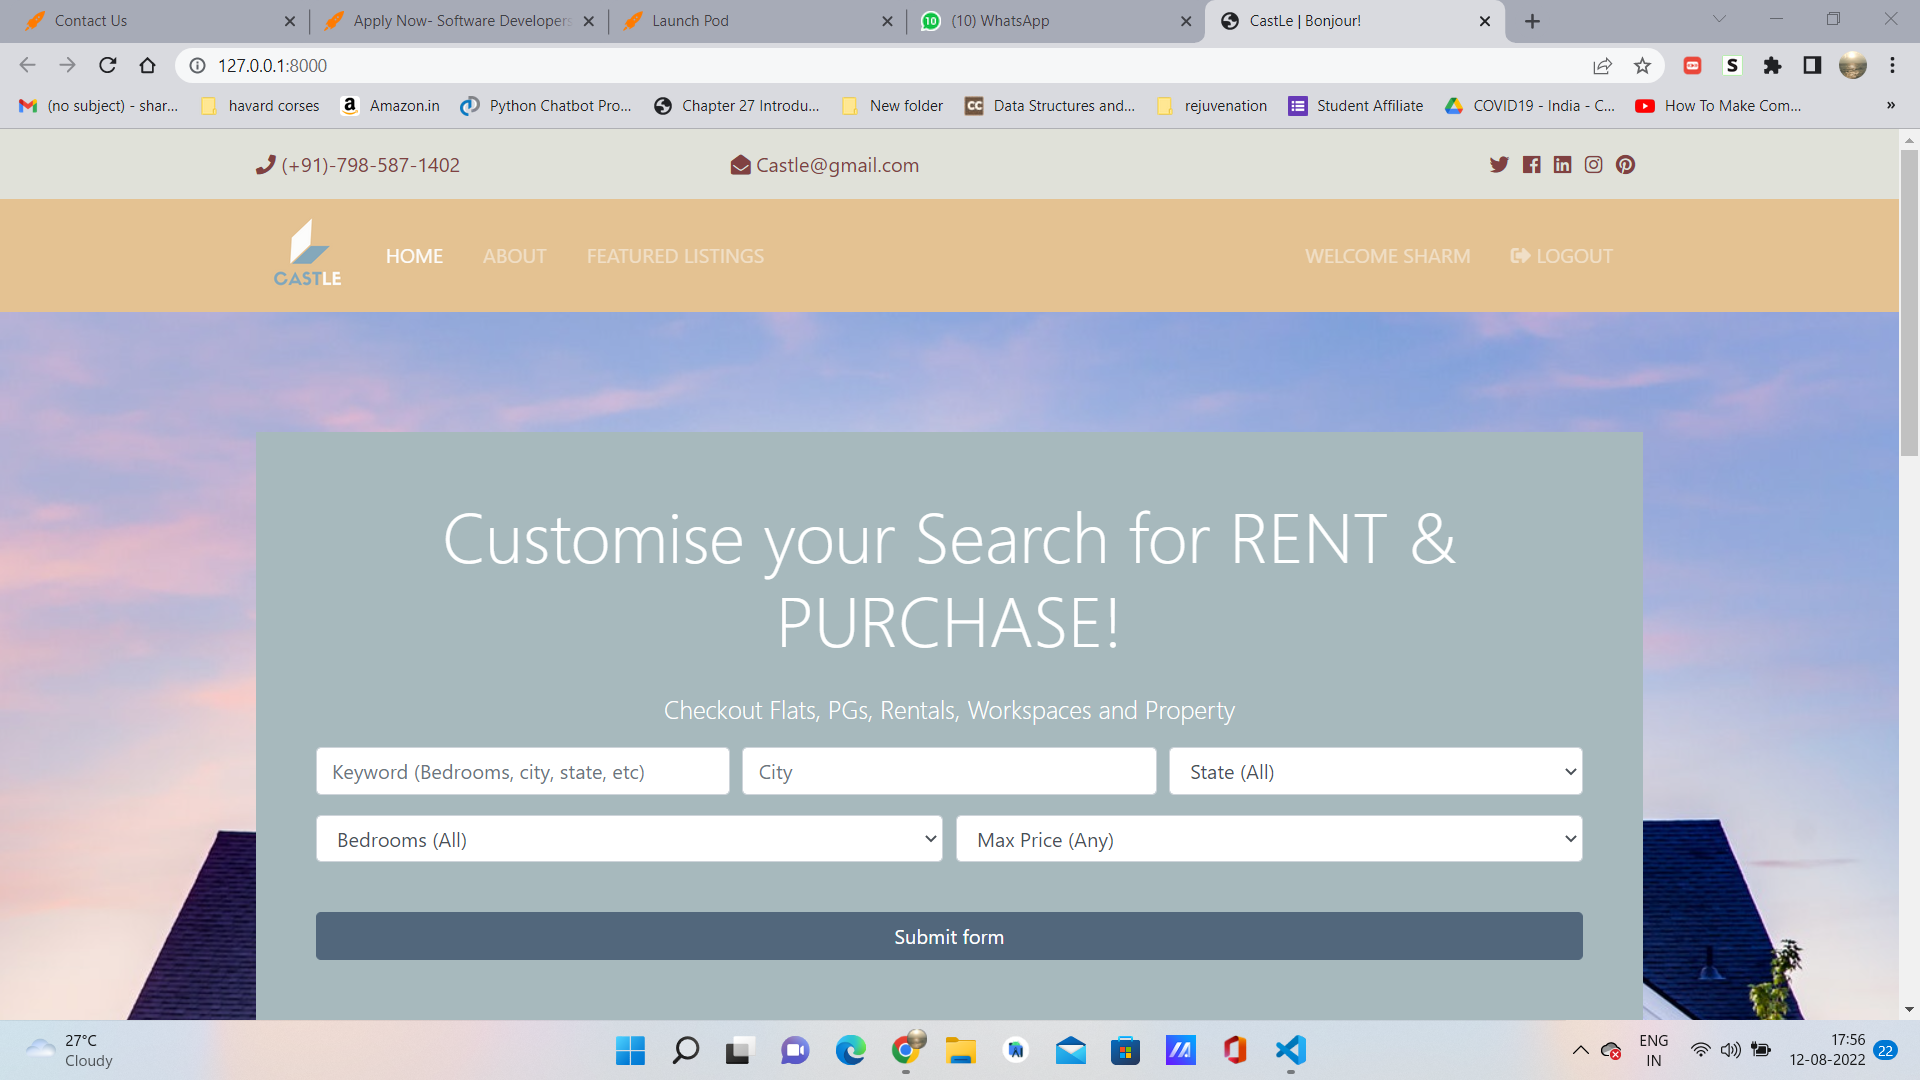 Contact Us
Apply Now- Software Developers
Launch Pod
(10) WhatsApp
CastLe | Bonjour!
127.0.0.1:8000
(no subject) - shar...
havard corses
Amazon.in
Python Chatbot Pro...
Chapter 27 Introdu...
New folder
Data Structures and...
rejuvenation
Student Affiliate
COVID19 - India - C...
How To Make Com...
»
(+91)-798-587-1402
Castle@gmail.com
CASTLE
HOME
ABOUT
FEATURED LISTINGS
WELCOME SHARM
LOGOUT
Customise your Search for RENT &
PURCHASE!
Checkout Flats, PGs, Rentals, Workspaces and Property
Keyword (Bedrooms, city, state, etc)
City
State (All)
Bedrooms (All)
Max Price (Any)
Submit form
27°C
Cloudy
ENG
IN
17:56
12-08-2022
22